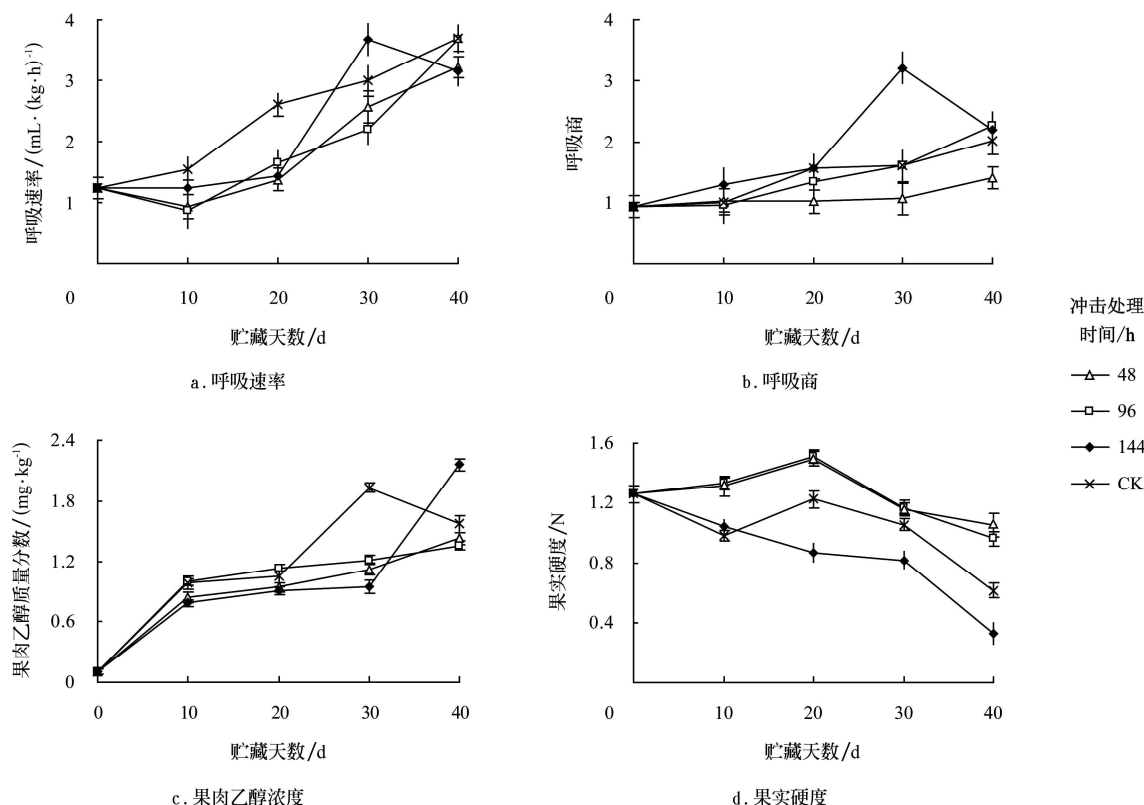 4
3
2
1
0
10
20
30
40
呼吸速率/(mL·(kg·h)⁻¹
贮藏天数/d
a.呼吸速率
4
3
2
1
0
10
20
30
40
呼吸商
贮藏天数/d
b.呼吸商
冲击处理
时间/h
48
96
144
CK
2.4
1.8
1.2
0.6
0
0
10
20
30
40
果肉乙醇质量分数/(mg·kg⁻¹)
贮藏天数/d
c.果肉乙醇浓度
1.6
1.2
0.8
0.4
0
10
20
30
40
果实硬度/N
贮藏天数/d
d.果实硬度